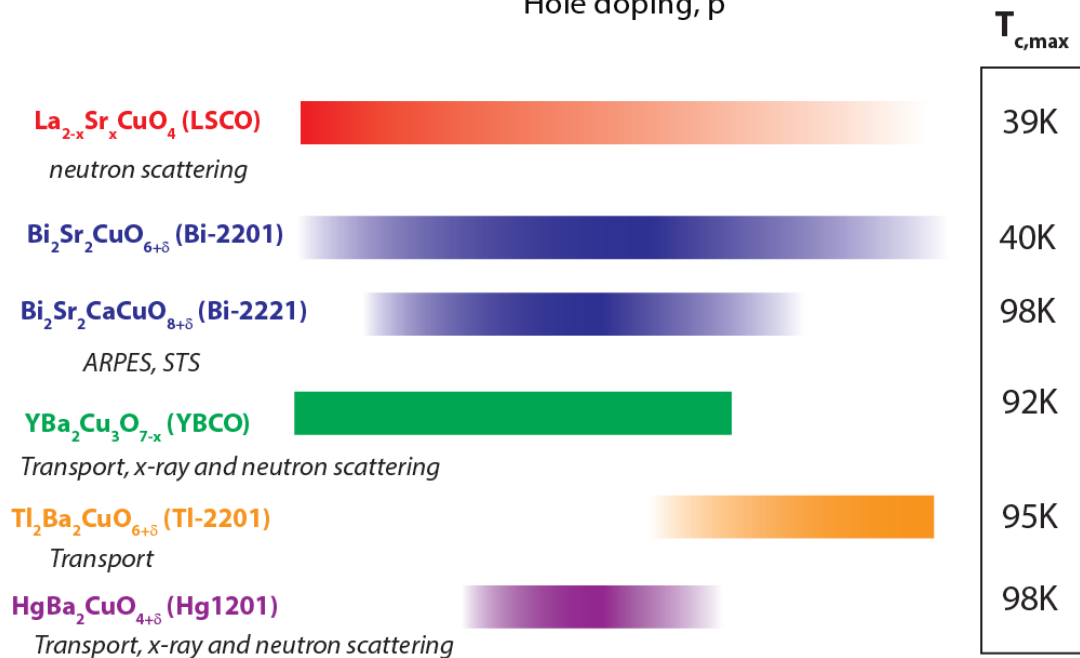 Hole doping, p
T_c,max
La_2-xSr_xCuO_4 (LSCO)
39K
neutron scattering
Bi_2Sr_2CuO_6+δ (Bi-2201)
40K
Bi_2Sr_2CaCuO_8+δ (Bi-2221)
98K
ARPES, STS
YBa_2Cu_3O_7-x (YBCO)
92K
Transport, x-ray and neutron scattering
Tl_2Ba_2CuO_6+δ (Tl-2201)
95K
Transport
HgBa_2CuO_4+δ (Hg1201)
98K
Transport, x-ray and neutron scattering